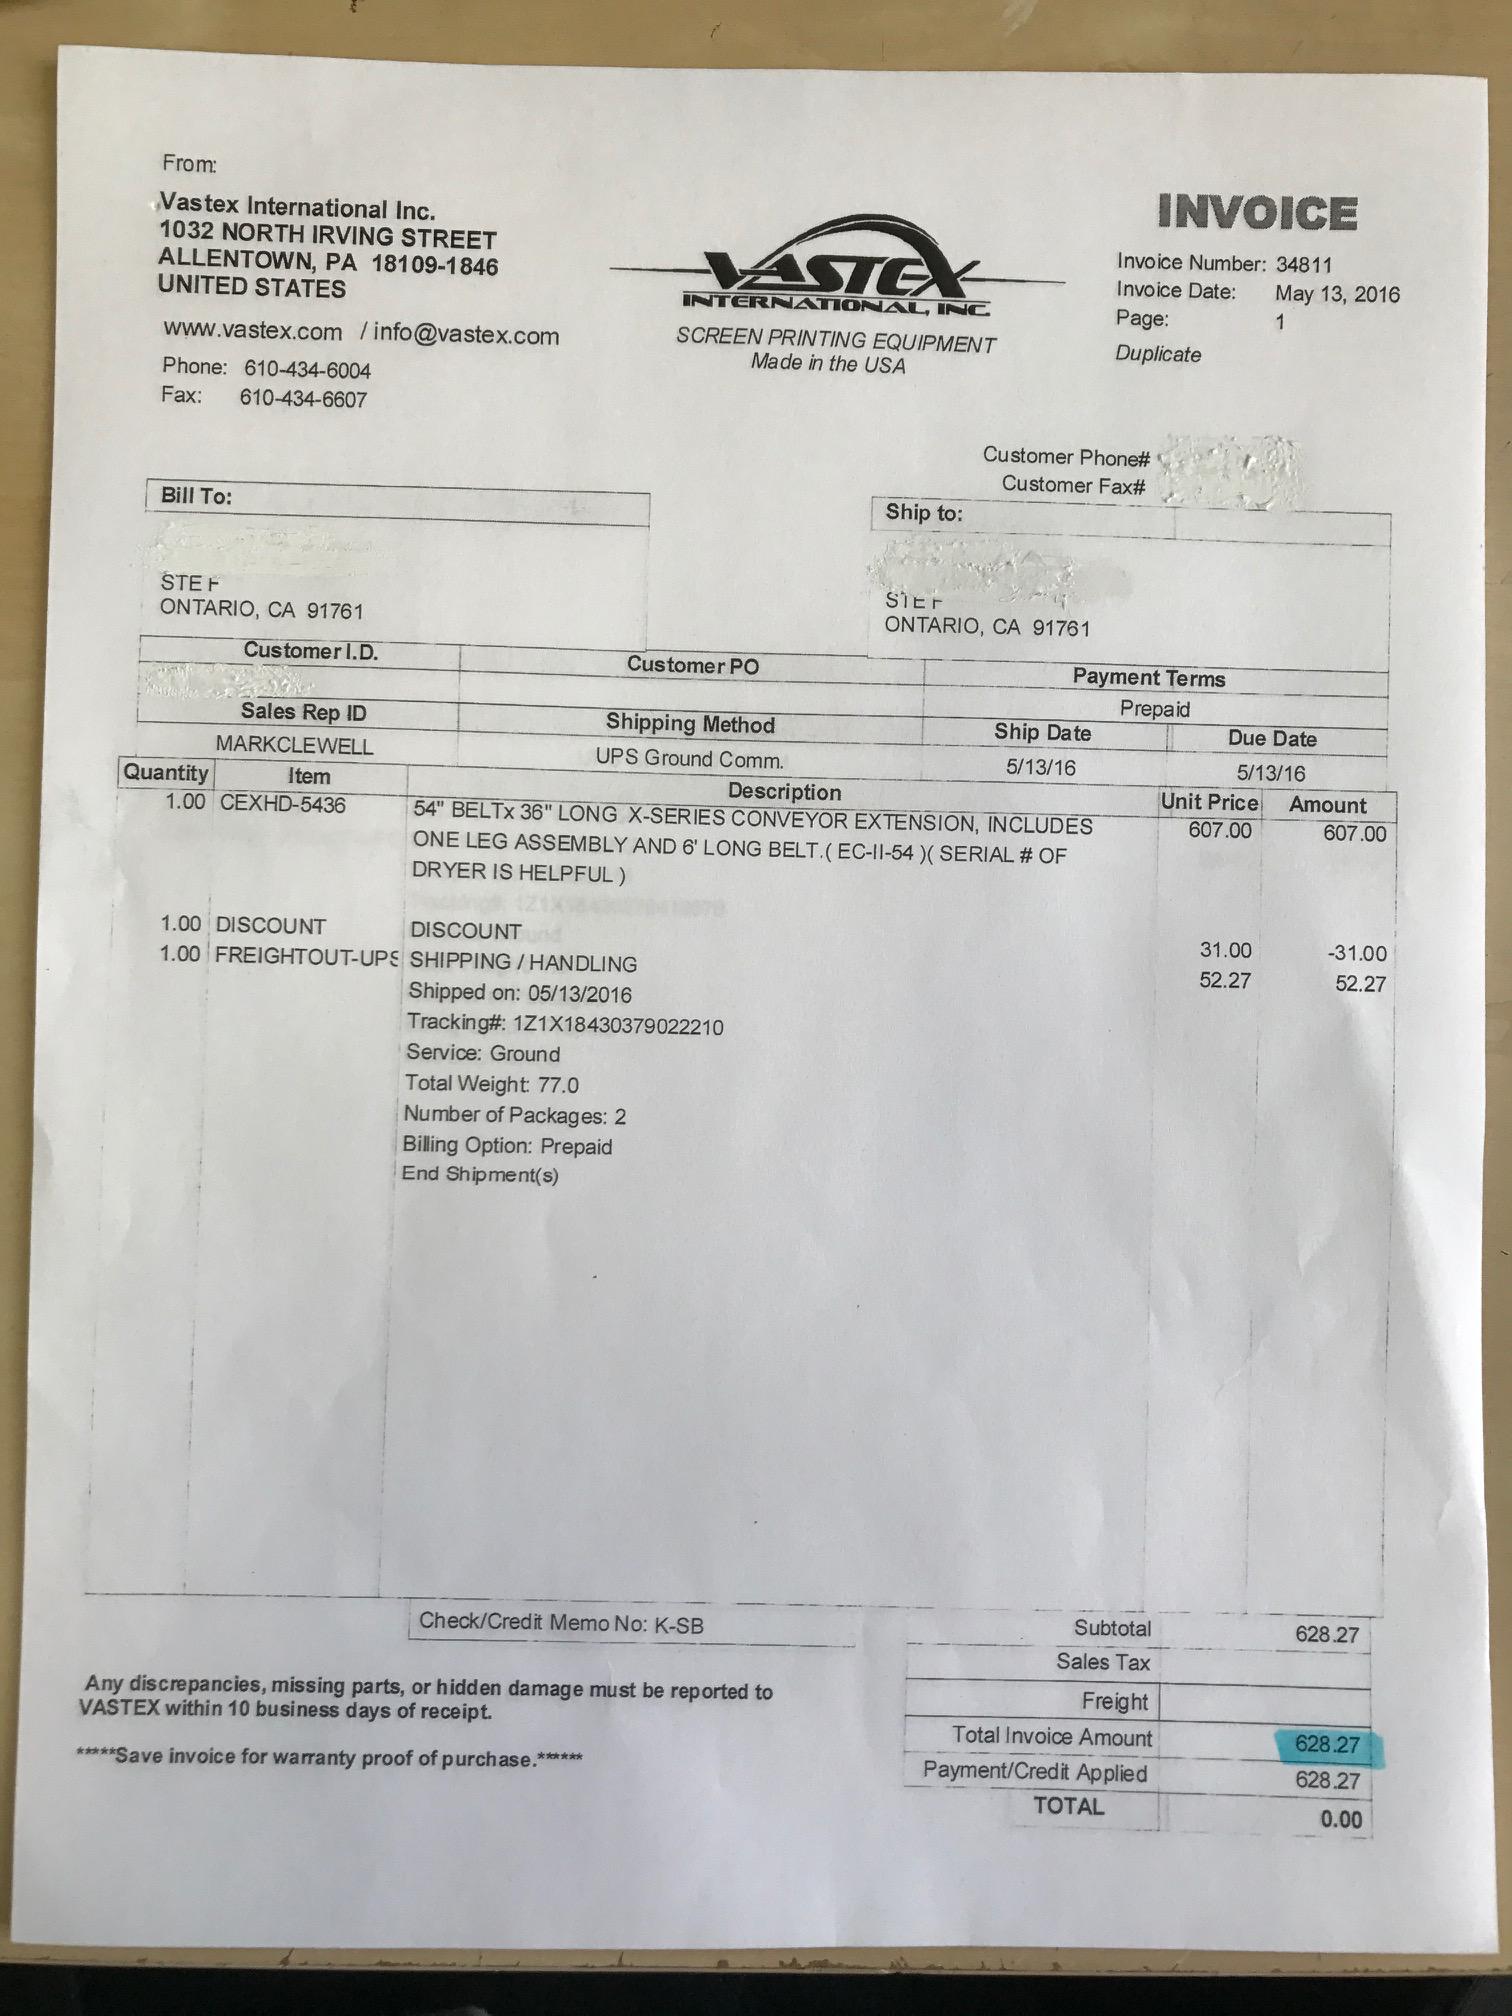 From:
Vastex International Inc.
1032 NORTH IRVING STREET
ALLENTOWN, PA 18109-1846
UNITED STATES
www.vastex.com / info@vastex.com
Phone: 610-434-6004
Fax: 610-434-6607
VASTEX
INTERNATIONAL, INC.
SCREEN PRINTING EQUIPMENT
Made in the USA
INVOICE
Invoice Number: 34811
Invoice Date: May 13, 2016
Page: 1
Duplicate
Customer Phone#
Customer Fax#
Bill To:
STE F
ONTARIO, CA 91761
Ship to:
STE F
ONTARIO, CA 91761
Customer I.D. Customer PO Payment Terms
Prepaid
Sales Rep ID Shipping Method Ship Date Due Date
MARKCLEWELL UPS Ground Comm. 5/13/16 5/13/16
Quantity Item Description Unit Price Amount
1.00 CEXHD-5436 54" BELTx 36" LONG X-SERIES CONVEYOR EXTENSION, INCLUDES 607.00 607.00
ONE LEG ASSEMBLY AND 6' LONG BELT.( EC-II-54 )( SERIAL # OF
DRYER IS HELPFUL )
1.00 DISCOUNT DISCOUNT 31.00 -31.00
1.00 FREIGHTOUT-UPS SHIPPING / HANDLING 52.27 52.27
Shipped on: 05/13/2016
Tracking#: 1Z1X18430379022210
Service: Ground
Total Weight: 77.0
Number of Packages: 2
Billing Option: Prepaid
End Shipment(s)
Check/Credit Memo No: K-SB
Subtotal 628.27
Sales Tax
Freight
Total Invoice Amount 628.27
Payment/Credit Applied 628.27
TOTAL 0.00
Any discrepancies, missing parts, or hidden damage must be reported to
VASTEX within 10 business days of receipt.
*****Save invoice for warranty proof of purchase.******